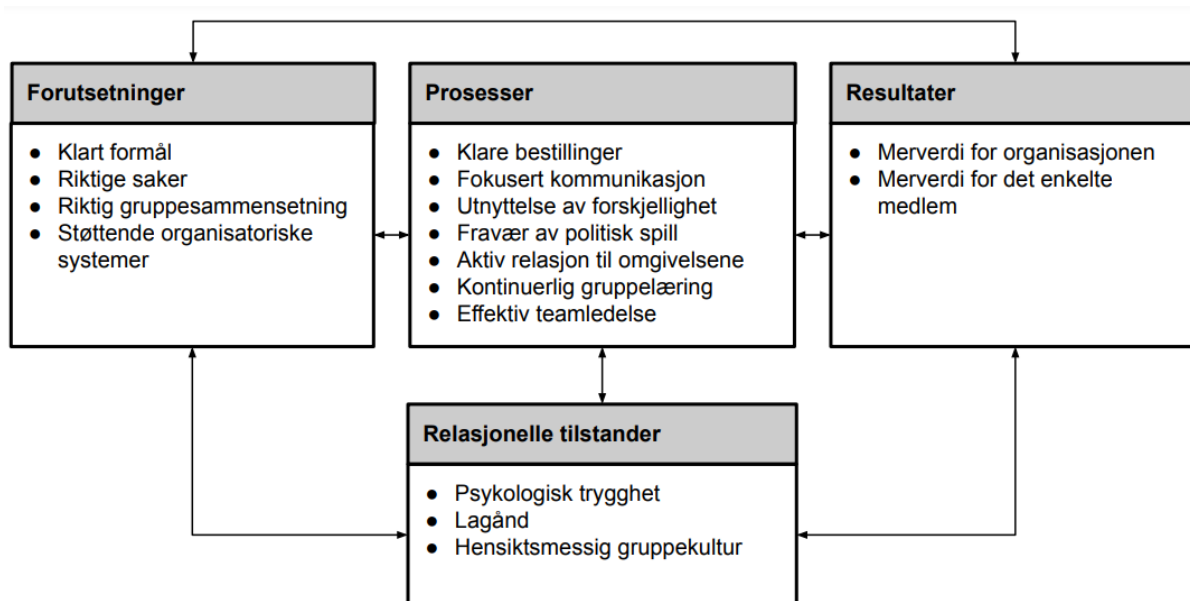 Forutsetninger
● Klart formål
● Riktige saker
● Riktig gruppesammensetning
● Støttende organisatoriske
systemer
Prosesser
● Klare bestillinger
● Fokusert kommunikasjon
● Utnyttelse av forskjellighet
● Fravær av politisk spill
● Aktiv relasjon til omgivelsene
● Kontinuerlig gruppelæring
● Effektiv teamledelse
Resultater
● Merverdi for organisasjonen
● Merverdi for det enkelte
medlem
Relasjonelle tilstander
● Psykologisk trygghet
● Lagånd
● Hensiktsmessig gruppekultur